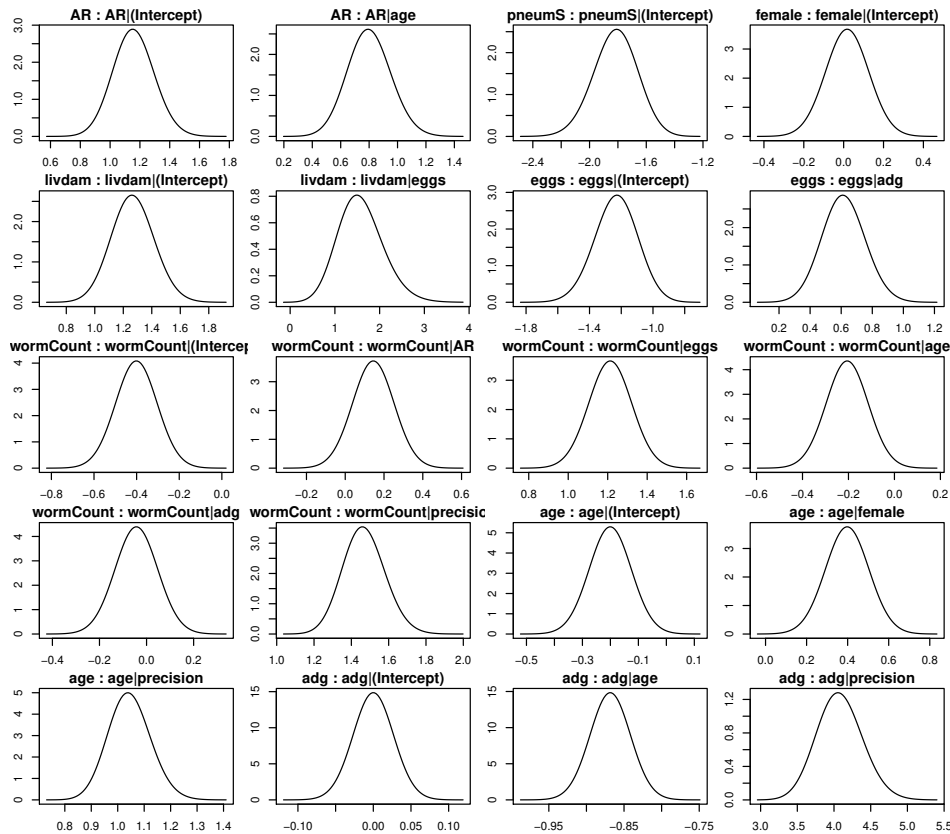 AR : AR|(Intercept)
AR : AR|age
pneumS : pneumS|(Intercept)
female : female|(Intercept)
0.0 1.0 2.0 3.0
0.6 0.8 1.0 1.2 1.4 1.6 1.8
0.0 1.0 2.0
0.2 0.4 0.6 0.8 1.0 1.2 1.4
0.0 1.0 2.0
−2.4 −2.0 −1.6 −1.2
0 1 2 3
−0.4 −0.2 0.0 0.2 0.4
livdam : livdam|(Intercept)
livdam : livdam|eggs
eggs : eggs|(Intercept)
eggs : eggs|adg
0.0 1.0 2.0
0.8 1.0 1.2 1.4 1.6 1.8
0.0 0.2 0.4 0.6 0.8
0 1 2 3 4
0.0 1.0 2.0 3.0
−1.8 −1.4 −1.0
0.0 1.0 2.0
0.2 0.4 0.6 0.8 1.0 1.2
wormCount : wormCount|(Intercep
wormCount : wormCount|AR
wormCount : wormCount|eggs
wormCount : wormCount|age
0 1 2 3 4
−0.8 −0.6 −0.4 −0.2 0.0
0 1 2 3
−0.2 0.0 0.2 0.4 0.6
0 1 2 3
0.8 1.0 1.2 1.4 1.6
0 1 2 3 4
−0.6 −0.4 −0.2 0.0 0.2
wormCount : wormCount|adg
wormCount : wormCount|precisic
age : age|(Intercept)
age : age|female
0 1 2 3 4
−0.4 −0.2 0.0 0.2
0.0 1.0 2.0 3.0
1.0 1.2 1.4 1.6 1.8 2.0
0 1 2 3 4 5
−0.5 −0.3 −0.1 0.1
0 1 2 3
0.0 0.2 0.4 0.6 0.8
age : age|precision
adg : adg|(Intercept)
adg : adg|age
adg : adg|precision
0 1 2 3 4 5
0.8 0.9 1.0 1.1 1.2 1.3 1.4
0 5 10 15
−0.10 0.00 0.05 0.10
0 5 10 15
−0.95 −0.85 −0.75
0.0 0.4 0.8 1.2
3.0 3.5 4.0 4.5 5.0 5.5